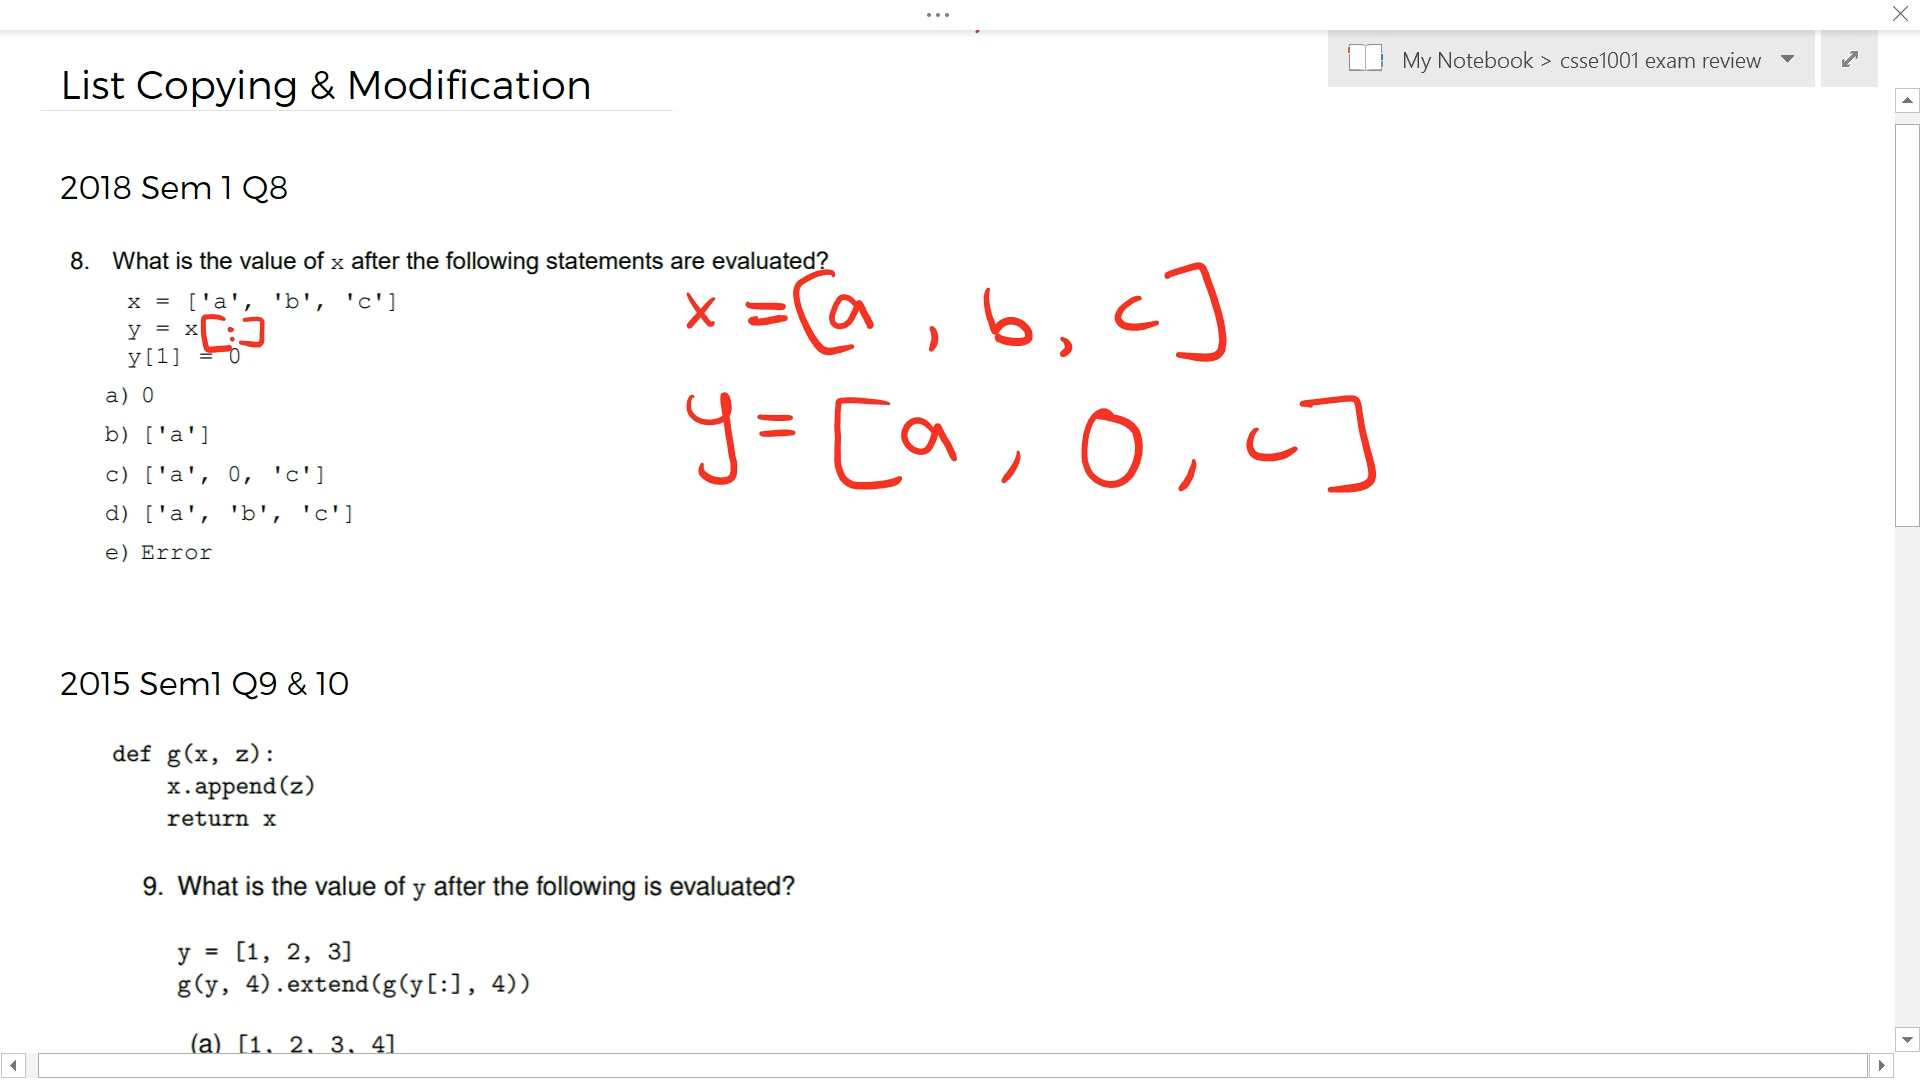 My Notebook > csse1001 exam review
List Copying & Modification
2018 Sem 1 Q8
8. What is the value of x after the following statements are evaluated?
x = ['a', 'b', 'c']
y = x[:]
y[1] = 0
x = [a, b, c]
y = [a, 0, c]
a) 0
b) ['a']
c) ['a', 0, 'c']
d) ['a', 'b', 'c']
e) Error
2015 Sem1 Q9 & 10
def g(x, z):
x.append(z)
return x
9. What is the value of y after the following is evaluated?
y = [1, 2, 3]
g(y, 4).extend(g(y[:], 4))
(a) [1, 2, 3, 4]